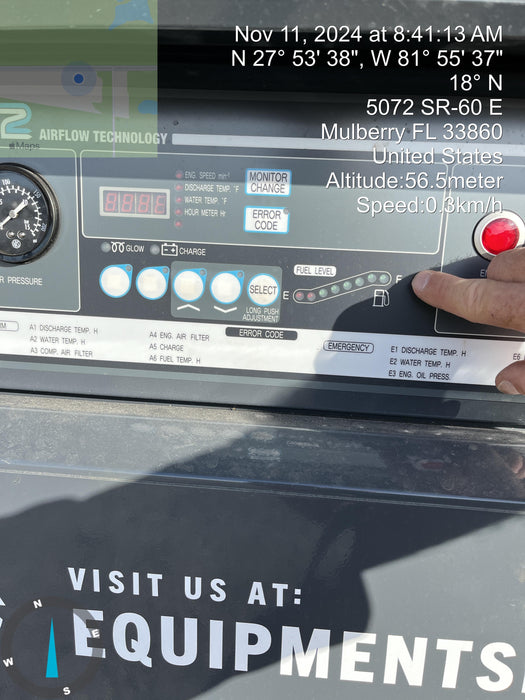 Nov 11, 2024 at 8:41:13 AM
N 27° 53' 38", W 81° 55' 37"
18° N
5072 SR-60 E
Mulberry FL 33860
United States
Altitude:56.5meter
Speed:0.3km/h
Maps
AIRFLOW TECHNOLOGY
ENG. SPEED min⁻¹
DISCHARGE TEMP. °F
WATER TEMP. °F
HOUR METER Hr
MONITOR
CHANGE
ERROR
CODE
GLOW
CHARGE
SELECT
LONG PUSH
ADJUSTMENT
FUEL LEVEL
E
F
R PRESSURE
ERROR CODE
A1 DISCHARGE TEMP. H
A2 WATER TEMP. H
A3 COMP. AIR FILTER
A4 ENG. AIR FILTER
A5 CHARGE
A6 FUEL TEMP. H
EMERGENCY
E1 DISCHARGE TEMP. H
E2 WATER TEMP. H
E3 ENG. OIL PRESS.
E6
VISIT US AT:
EQUIPMENTS
N
E
S
W